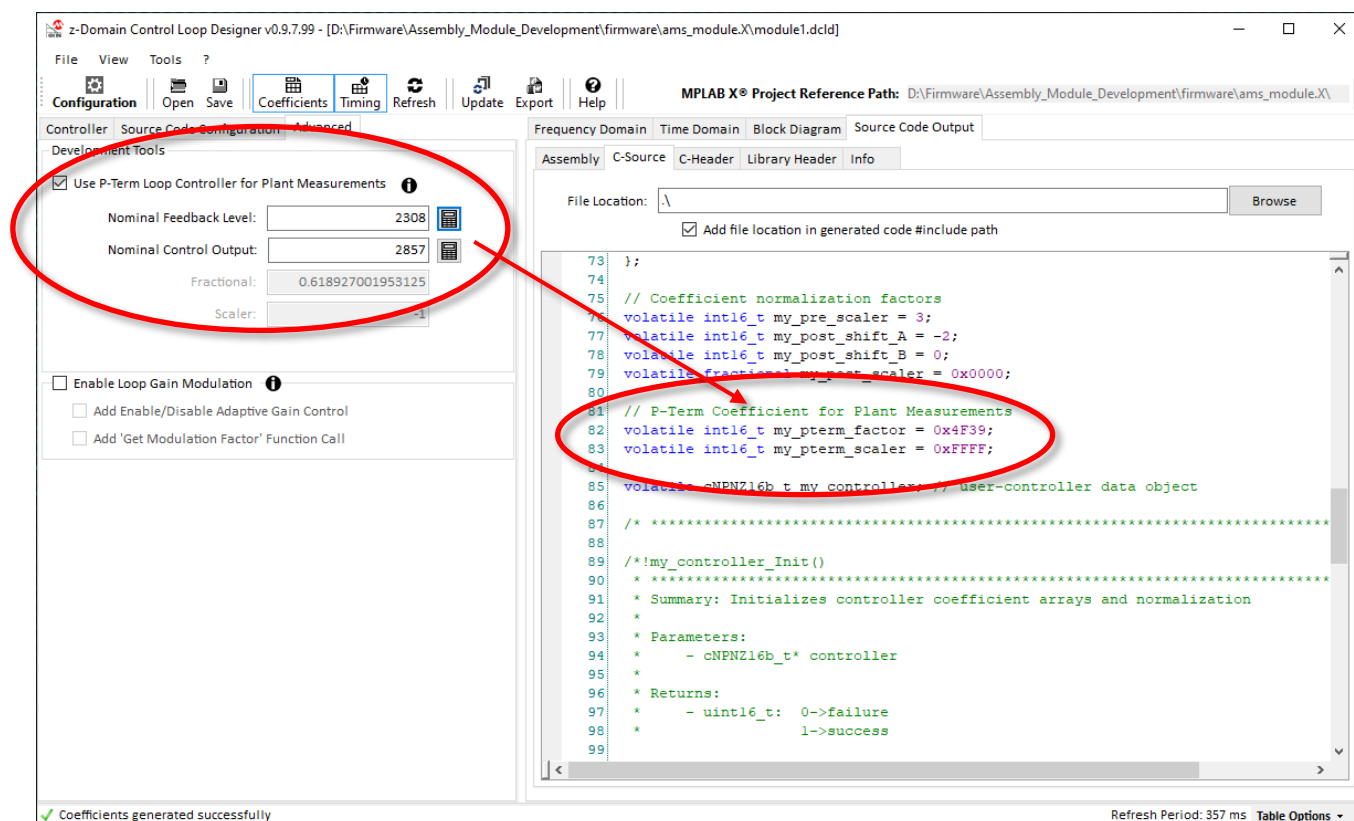 z-Domain Control Loop Designer v0.9.7.99 - [D:\Firmware\Assembly_Module_Development\firmware\ams_module.X\module1.dcld]
File View Tools ?
Configuration Open Save Coefficients Timing Refresh Update Export Help MPLAB X® Project Reference Path: D:\Firmware\Assembly_Module_Development\firmware\ams_module.X\
Controller Source Code Configuration Advanced
Development Tools
Use P-Term Loop Controller for Plant Measurements
Nominal Feedback Level: 2308
Nominal Control Output: 2857
Fractional: 0.618927001953125
Scaler: -1
Enable Loop Gain Modulation
Add Enable/Disable Adaptive Gain Control
Add 'Get Modulation Factor' Function Call
Frequency Domain Time Domain Block Diagram Source Code Output
Assembly C-Source C-Header Library Header Info
File Location: .\ Browse
Add file location in generated code #include path
73 };
74
75 // Coefficient normalization factors
76 volatile int16_t my_pre_scaler = 3;
77 volatile int16_t my_post_shift_A = -2;
78 volatile int16_t my_post_shift_B = 0;
79 volatile fractional my_post_scaler = 0x0000;
80
81 // P-Term Coefficient for Plant Measurements
82 volatile int16_t my_pterm_factor = 0x4F39;
83 volatile int16_t my_pterm_scaler = 0xFFFF;
84
85 volatile cNPNZ16b_t my_controller; // user-controller data object
86
87 /* ******************************************************************************
88
89 /*!my_controller_Init()
90 * ******************************************************************************
91 * Summary: Initializes controller coefficient arrays and normalization
92 *
93 * Parameters:
94 * - cNPNZ16b_t* controller
95 *
96 * Returns:
97 * - uint16_t: 0->failure
98 * 1->success
99
Coefficients generated successfully
Refresh Period: 357 ms Table Options